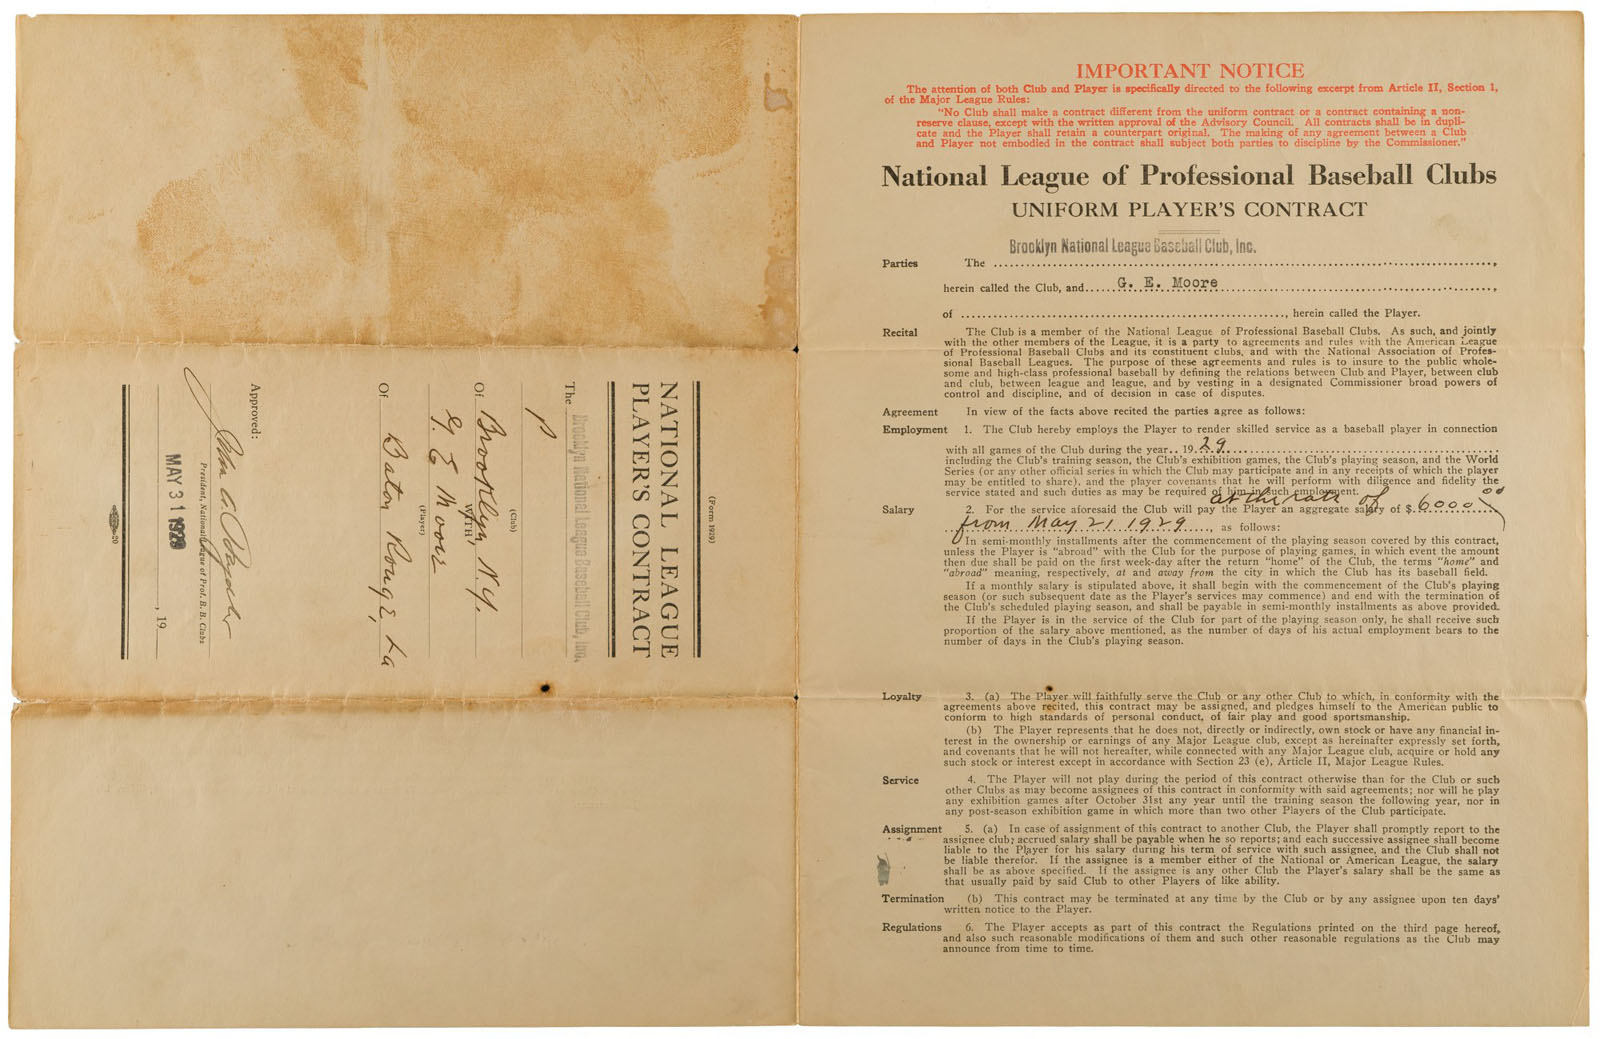 (Form 1929)
NATIONAL LEAGUE
PLAYER'S CONTRACT
The Brooklyn National League Baseball Club, Inc.
(Club)
Of Brooklyn N.Y.
WITH
G. E Moore
(Player)
Of Baton Rouge, La
Approved:
John A. Heydler
President, National League of Prof. B. B. Clubs
MAY 31 1929 , 19
IMPORTANT NOTICE
The attention of both Club and Player is specifically directed to the following excerpt from Article II, Section 1,
of the Major League Rules:
"No Club shall make a contract different from the uniform contract or a contract containing a non-
reserve clause, except with the written approval of the Advisory Council. All contracts shall be in dupli-
cate and the Player shall retain a counterpart original. The making of any agreement between a Club
and Player not embodied in the contract shall subject both parties to discipline by the Commissioner."
National League of Professional Baseball Clubs
UNIFORM PLAYER'S CONTRACT
Brooklyn National League Baseball Club, Inc.
Parties The ,
herein called the Club, and G. E. Moore ,
of , herein called the Player.
Recital The Club is a member of the National League of Professional Baseball Clubs. As such, and jointly
with the other members of the League, it is a party to agreements and rules with the American League
of Professional Baseball Clubs and its constituent clubs, and with the National Association of Profes-
sional Baseball Leagues. The purpose of these agreements and rules is to insure to the public whole-
some and high-class professional baseball by defining the relations between Club and Player, between club
and club, between league and league, and by vesting in a designated Commissioner broad powers of
control and discipline, and of decision in case of disputes.
Agreement In view of the facts above recited the parties agree as follows:
Employment 1. The Club hereby employs the Player to render skilled service as a baseball player in connection
with all games of the Club during the year 1929
including the Club's training season, the Club's exhibition games, the Club's playing season, and the World
Series (or any other official series in which the Club may participate and in any receipts of which the player
may be entitled to share), and the player covenants that he will perform with diligence and fidelity the
service stated and such duties as may be required of him in such employment.
at the rate of
Salary 2. For the service aforesaid the Club will pay the Player an aggregate salary of $ 6000.00
from May 21, 1929, as follows:
In semi-monthly installments after the commencement of the playing season covered by this contract,
unless the Player is "abroad" with the Club for the purpose of playing games, in which event the amount
then due shall be paid on the first week-day after the return "home" of the Club, the terms "home" and
"abroad" meaning, respectively, at and away from the city in which the Club has its baseball field.
If a monthly salary is stipulated above, it shall begin with the commencement of the Club's playing
season (or such subsequent date as the Player's services may commence) and end with the termination of
the Club's scheduled playing season, and shall be payable in semi-monthly installments as above provided.
If the Player is in the service of the Club for part of the playing season only, he shall receive such
proportion of the salary above mentioned, as the number of days of his actual employment bears to the
number of days in the Club's playing season.
Loyalty 3. (a) The Player will faithfully serve the Club or any other Club to which, in conformity with the
agreements above recited, this contract may be assigned, and pledges himself to the American public to
conform to high standards of personal conduct, of fair play and good sportsmanship.
(b) The Player represents that he does not, directly or indirectly, own stock or have any financial in-
terest in the ownership or earnings of any Major League club, except as hereinafter expressly set forth,
and covenants that he will not hereafter, while connected with any Major League club, acquire or hold any
such stock or interest except in accordance with Section 23 (e), Article II, Major League Rules.
Service 4. The Player will not play during the period of this contract otherwise than for the Club or such
other Clubs as may become assignees of this contract in conformity with said agreements; nor will he play
any exhibition games after October 31st any year until the training season the following year, nor in
any post-season exhibition game in which more than two other Players of the Club participate.
Assignment 5. (a) In case of assignment of this contract to another Club, the Player shall promptly report to the
assignee club; accrued salary shall be payable when he so reports; and each successive assignee shall become
liable to the Player for his salary during his term of service with such assignee, and the Club shall not
be liable therefor. If the assignee is a member either of the National or American League, the salary
shall be as above specified. If the assignee is any other Club the Player's salary shall be the same as
that usually paid by said Club to other Players of like ability.
Termination (b) This contract may be terminated at any time by the Club or by any assignee upon ten days'
written notice to the Player.
Regulations 6. The Player accepts as part of this contract the Regulations printed on the third page hereof,
and also such reasonable modifications of them and such other reasonable regulations as the Club may
announce from time to time.